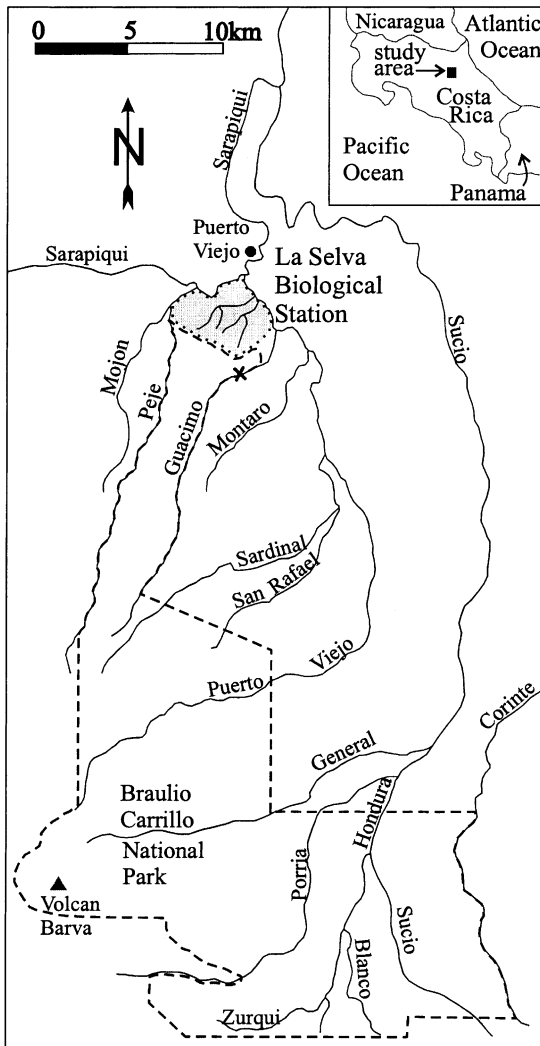 0 5 10km
N
Nicaragua
Atlantic
Ocean
study
area
Costa
Rica
Pacific
Ocean
Panama
Sarapiqui
Puerto
Viejo
Sarapiqui
La Selva
Biological
Station
Sucio
Mojon
Peje
Guacimo
Montaro
Sardinal
San Rafael
Puerto Viejo
Corinte
General
Hondura
Braulio
Carrillo
National
Park
Porria
Volcan
Barva
Sucio
Blanco
Zurqui